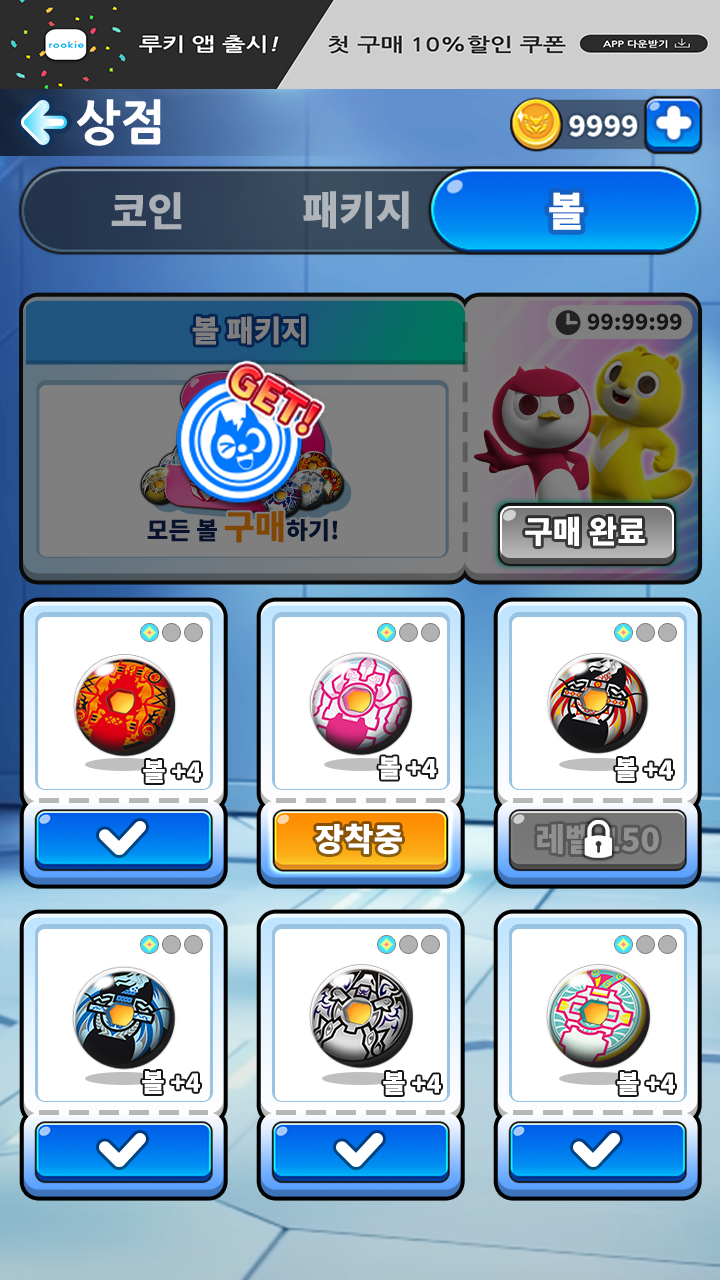 rookie
루키 앱 출시!
첫 구매 10%할인 쿠폰
APP 다운받기
상점
9999
코인
패키지
볼
볼 패키지
99:99:99
GET!
모든 볼 구매하기!
구매 완료
볼 +4
볼 +4
볼 +4
장착중
레벨 150
볼 +4
볼 +4
볼 +4